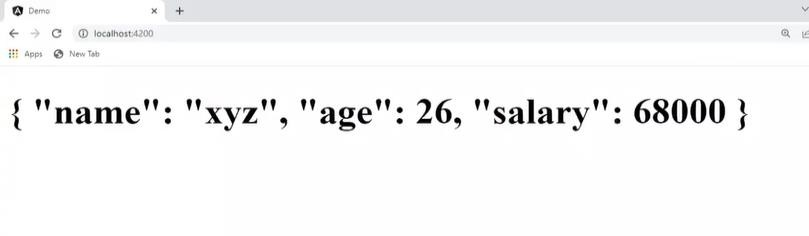 Demo
localhost:4200
Apps New Tab
{ "name": "xyz", "age": 26, "salary": 68000 }